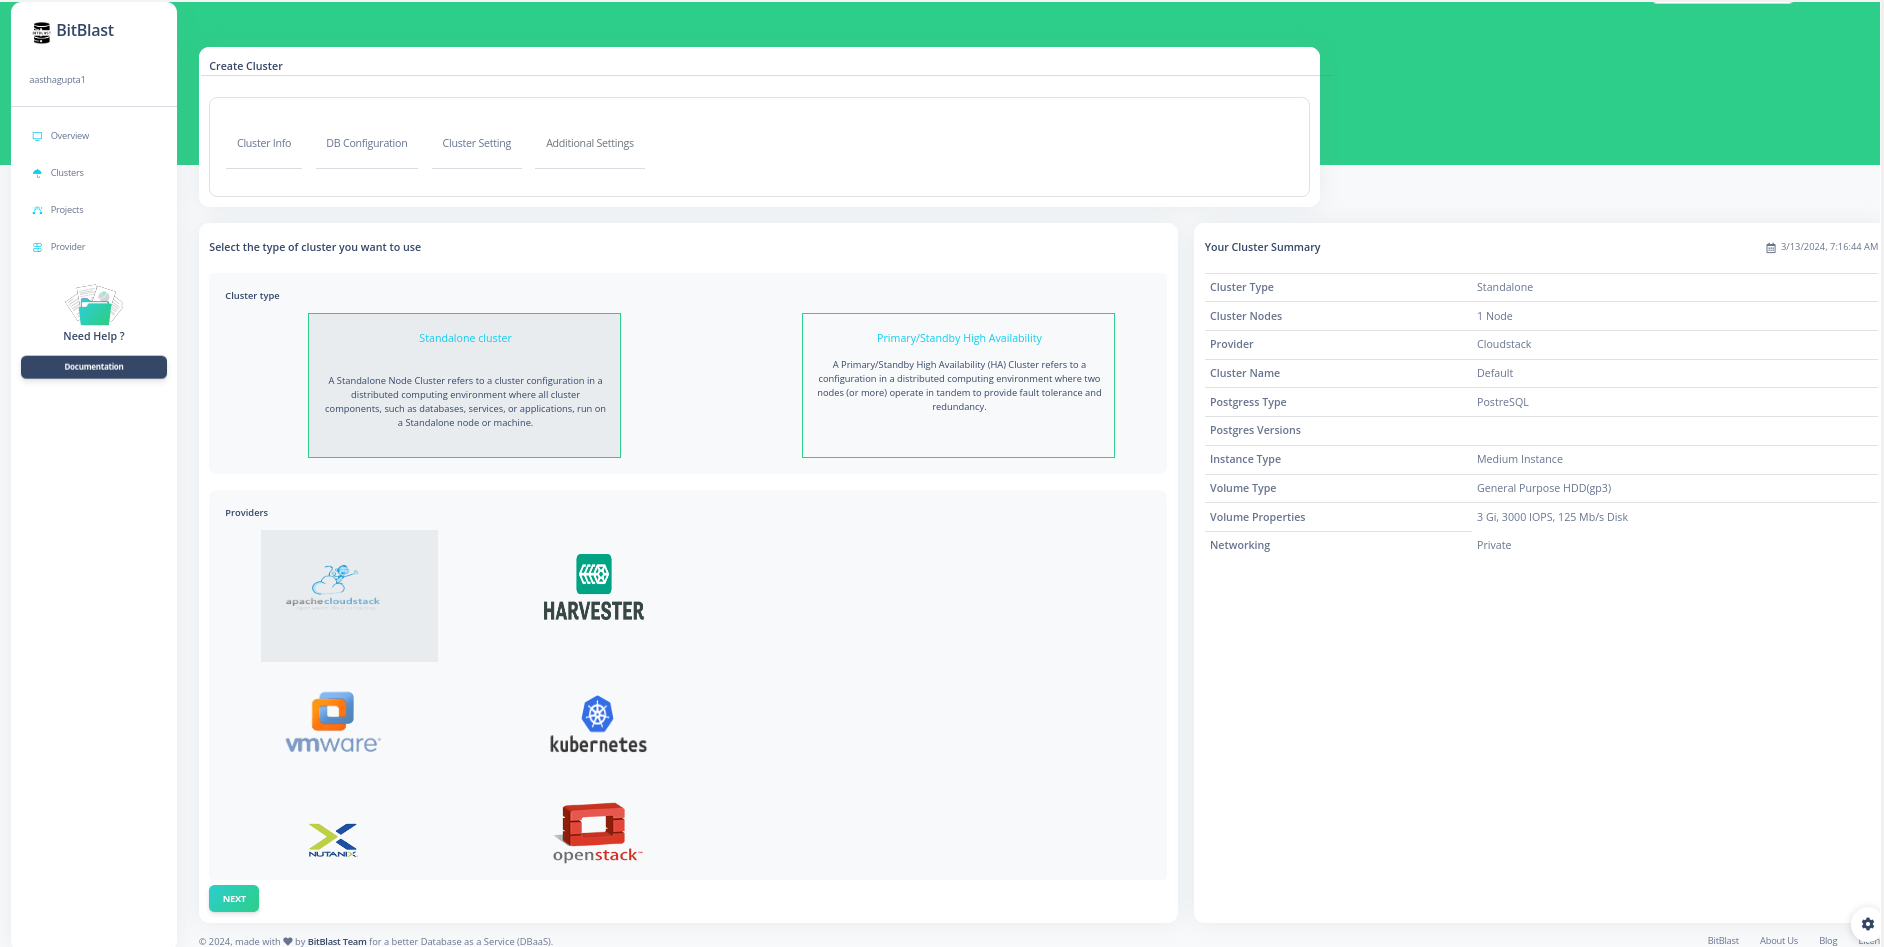 BitBlast
aasthagupta1
Overview
Clusters
Projects
Provider
Need Help ?
Documentation
Create Cluster
Cluster Info
DB Configuration
Cluster Setting
Additional Settings
Select the type of cluster you want to use
Cluster type
Standalone cluster
A Standalone Node Cluster refers to a cluster configuration in a
distributed computing environment where all cluster
components, such as databases, services, or applications, run on
a Standalone node or machine.
Primary/Standby High Availability
A Primary/Standby High Availability (HA) Cluster refers to a
configuration in a distributed computing environment where two
nodes (or more) operate in tandem to provide fault tolerance and
redundancy.
Providers
apachecloudstack
HARVESTER
vmware®
kubernetes
NUTANIX
openstack™
NEXT
Your Cluster Summary
3/13/2024, 7:16:44 AM
Cluster Type Standalone
Cluster Nodes 1 Node
Provider Cloudstack
Cluster Name Default
Postgress Type PostreSQL
Postgres Versions
Instance Type Medium Instance
Volume Type General Purpose HDD(gp3)
Volume Properties 3 Gi, 3000 IOPS, 125 Mb/s Disk
Networking Private
© 2024, made with by BitBlast Team for a better Database as a Service (DBaaS).
BitBlast About Us Blog